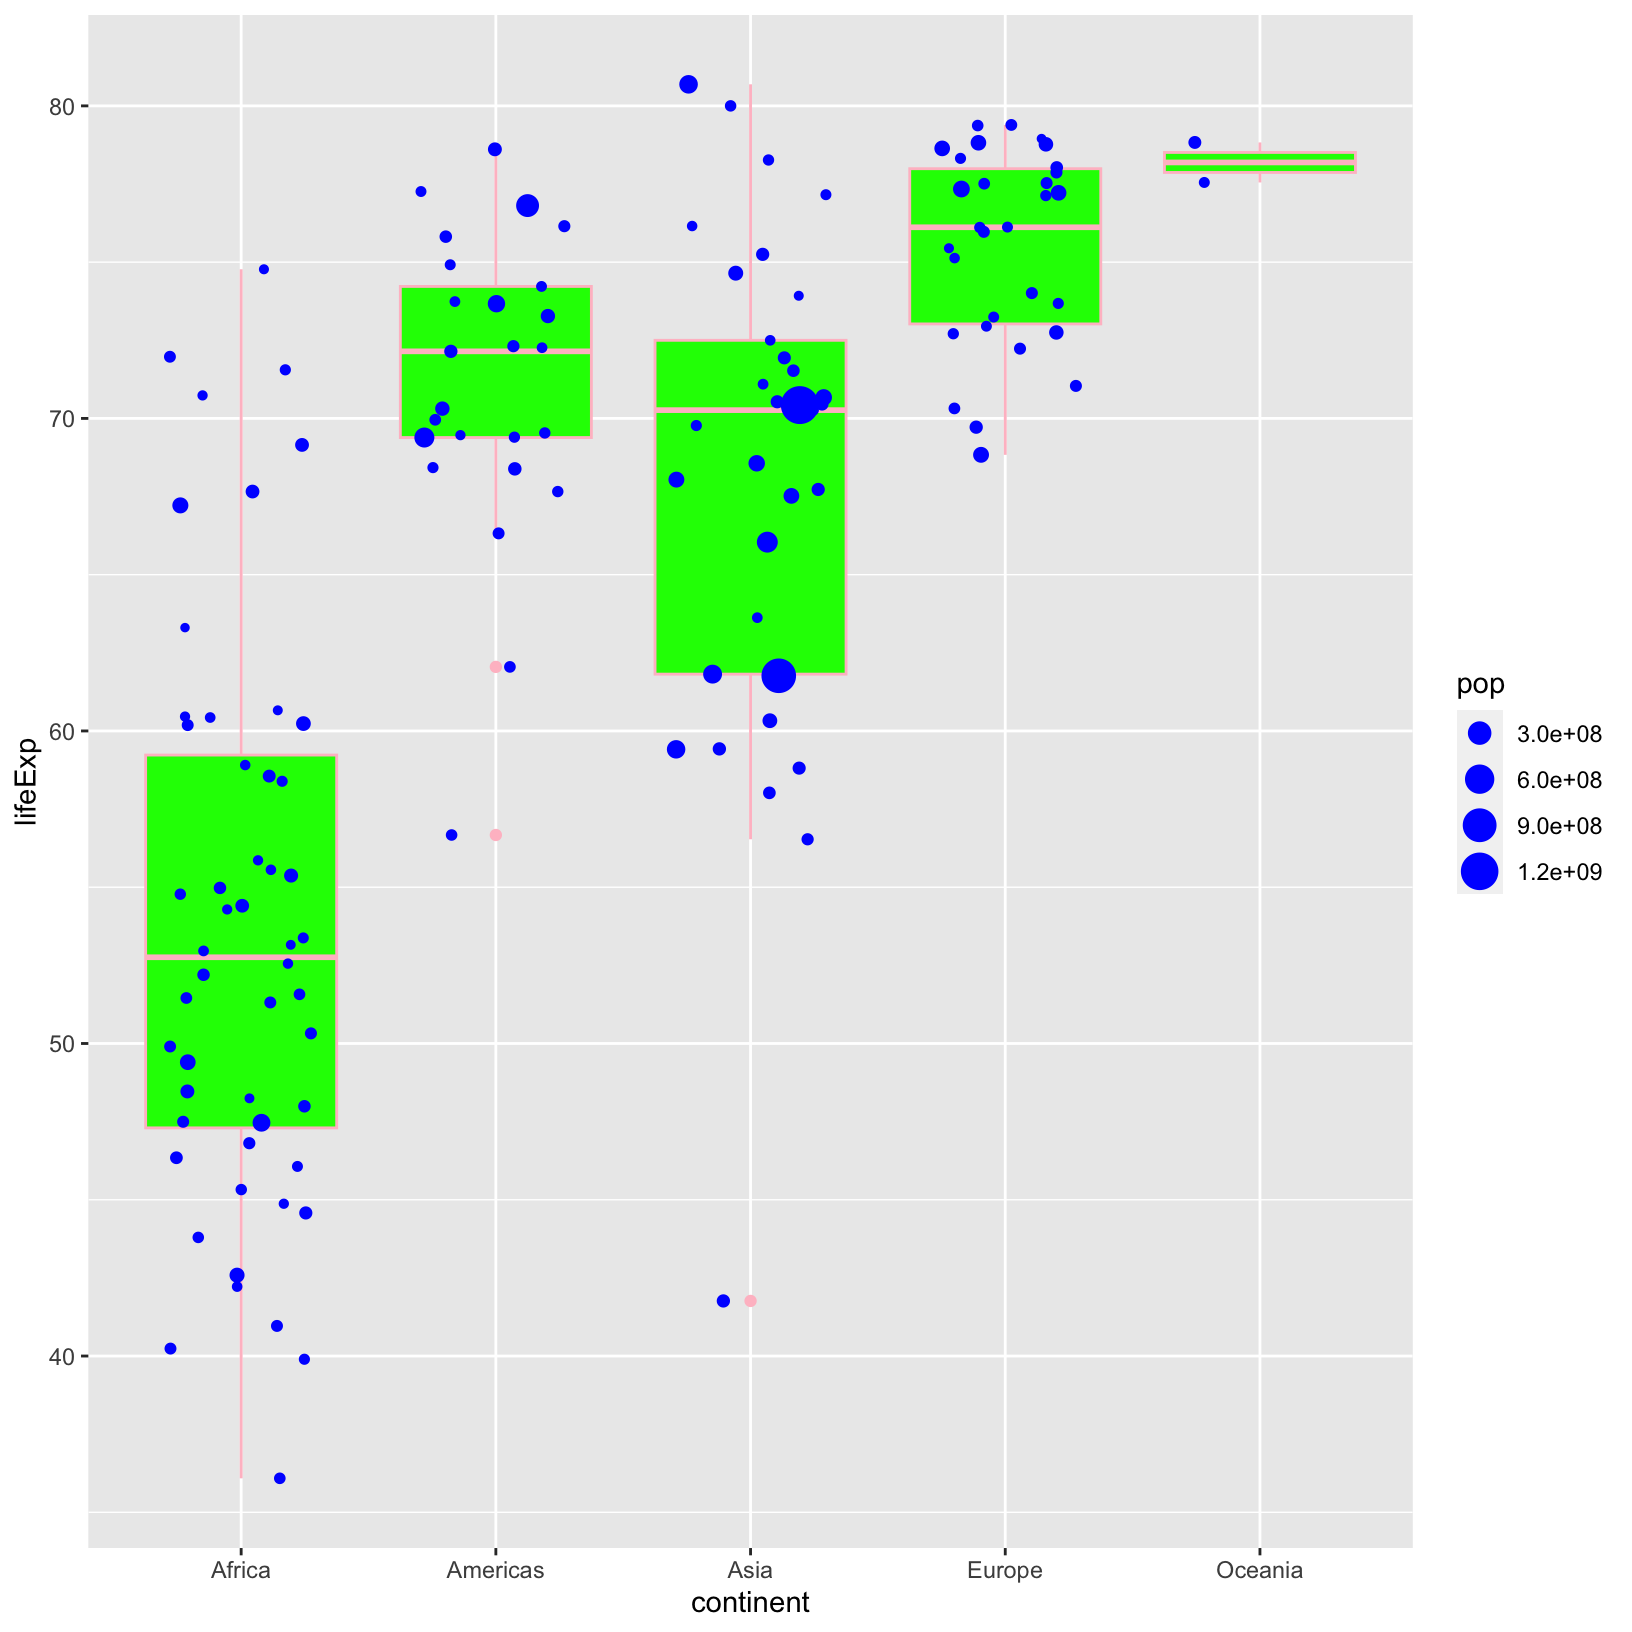 80
70
60
50
40
lifeExp
Africa
Americas
Asia
Europe
Oceania
continent
pop
3.0e+08
6.0e+08
9.0e+08
1.2e+09